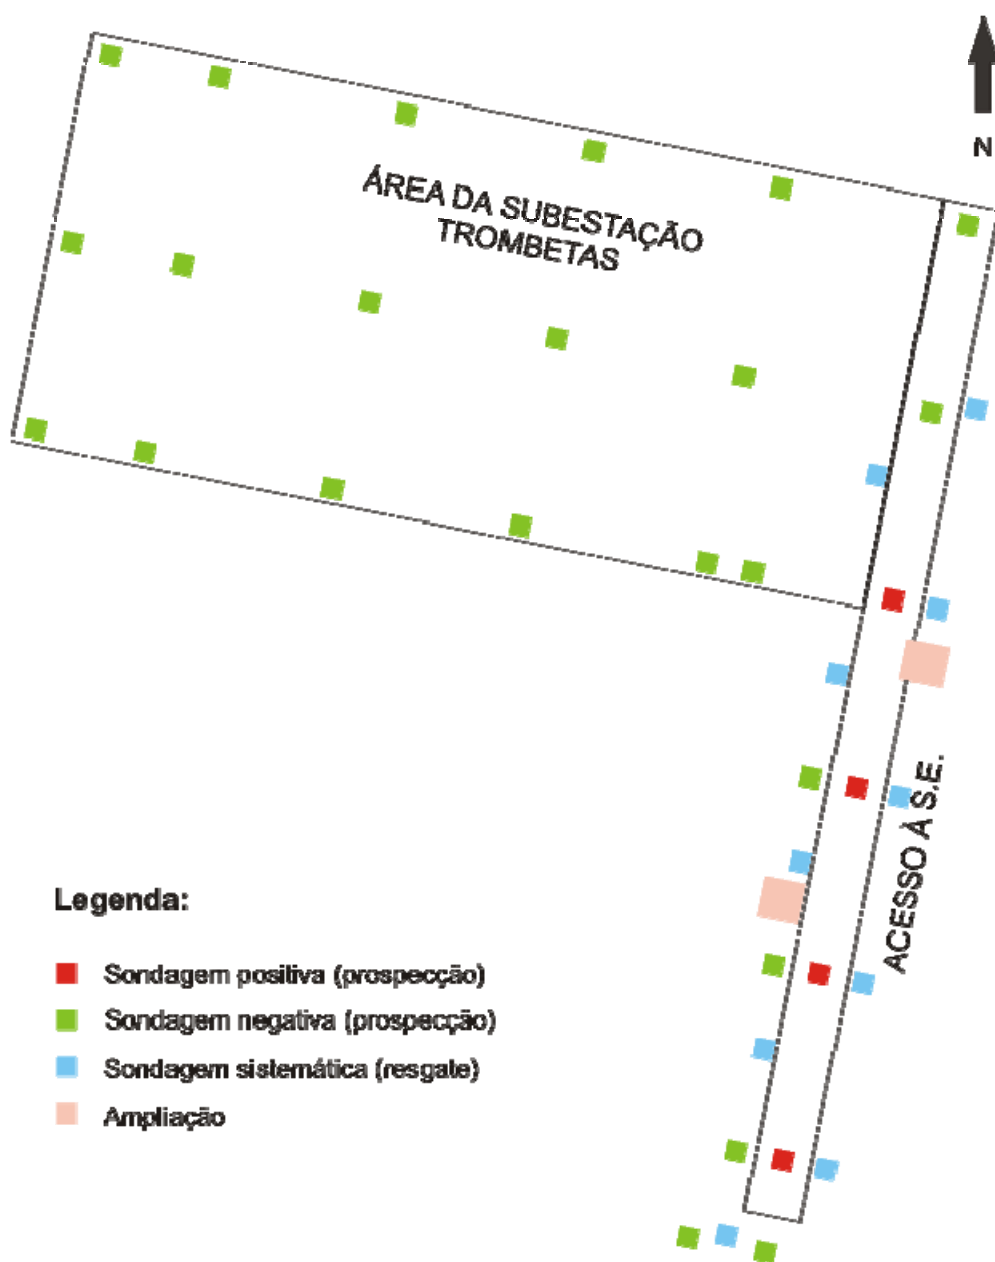 N
ÁREA DA SUBESTAÇÃO
TROMBETAS
ACESSO À S.E.
Legenda:
Sondagem positiva (prospecção)
Sondagem negativa (prospecção)
Sondagem sistemática (resgate)
Ampliação